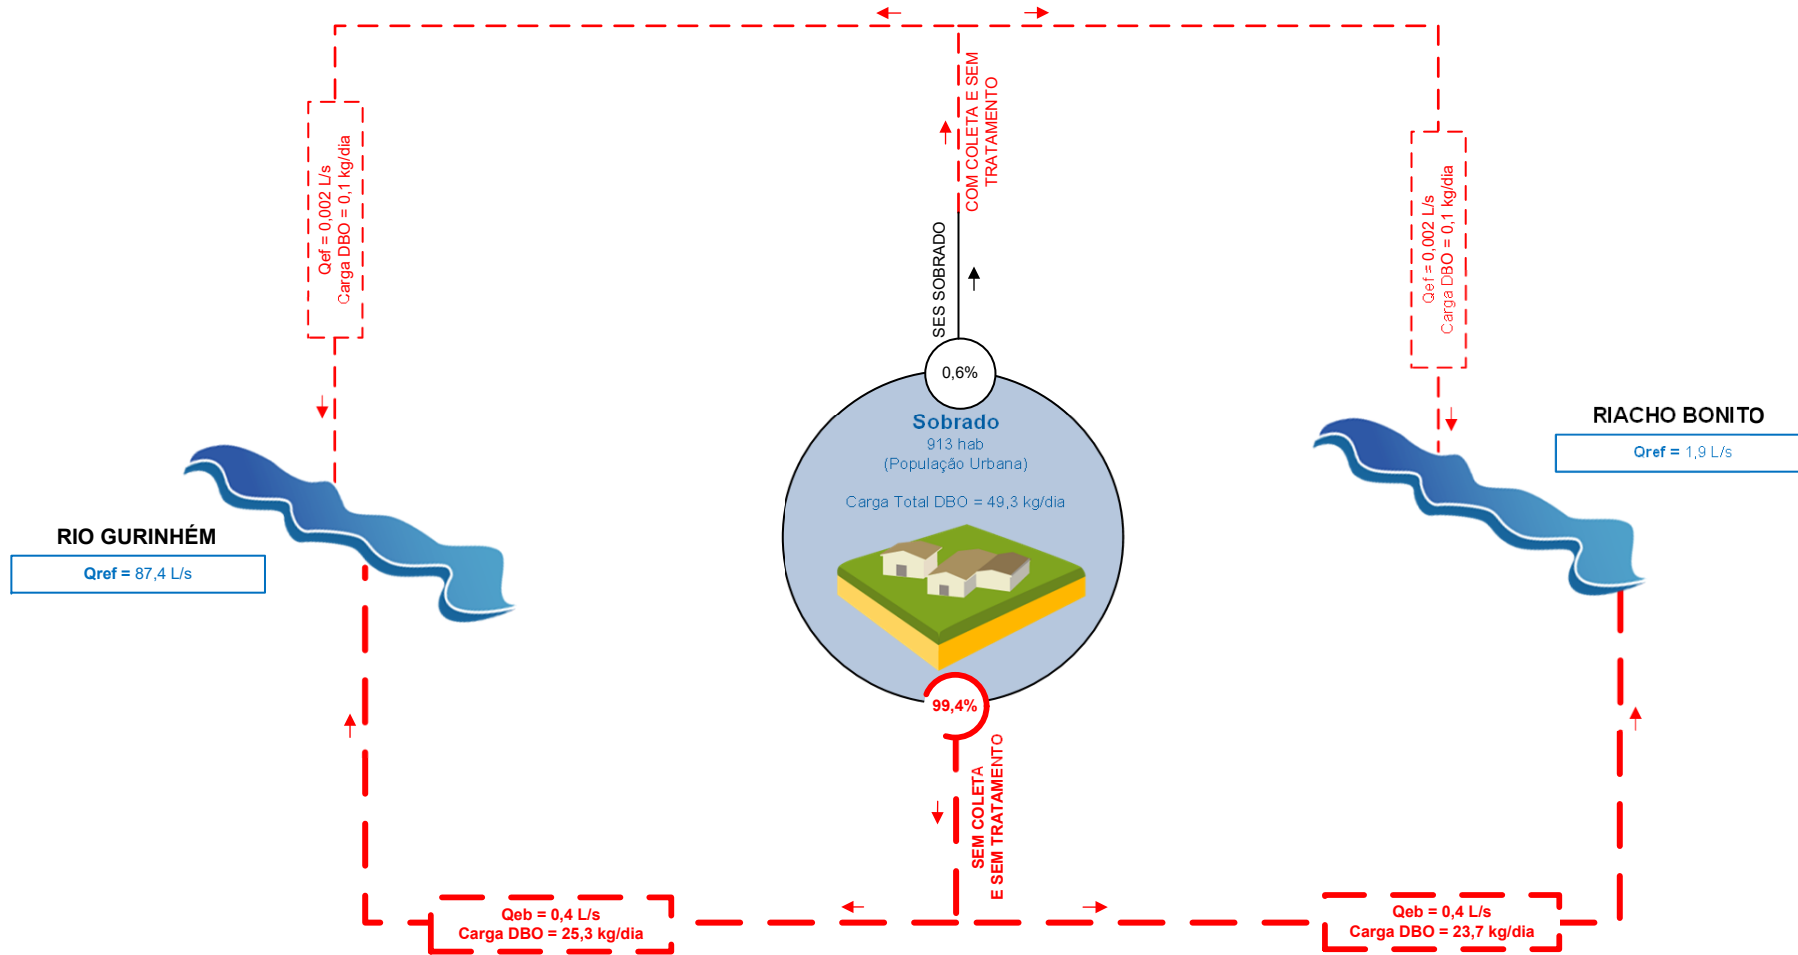 COM COLETA E SEM
TRATAMENTO
Qef = 0,002 L/s
Carga DBO = 0,1 kg/dia
Qef = 0,002 L/s
Carga DBO = 0,1 kg/dia
SES SOBRADO
0,6%
Sobrado
913 hab
(População Urbana)
Carga Total DBO = 49,3 kg/dia
RIACHO BONITO
Qref = 1,9 L/s
RIO GURINHÉM
Qref = 87,4 L/s
99,4%
SEM COLETA
E SEM TRATAMENTO
Qeb = 0,4 L/s
Carga DBO = 25,3 kg/dia
Qeb = 0,4 L/s
Carga DBO = 23,7 kg/dia